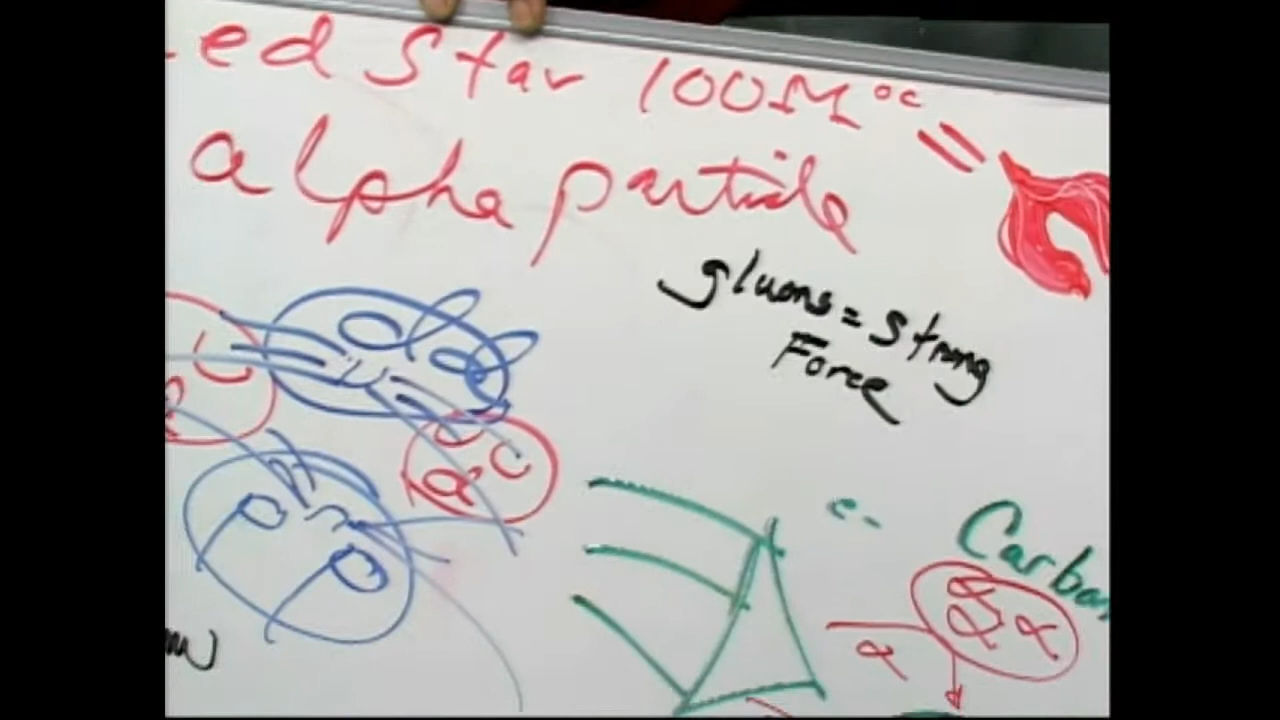 ed Star 100M °c =
alpha particle
gluons = strong
Force
e-
Carbon
α α α
α